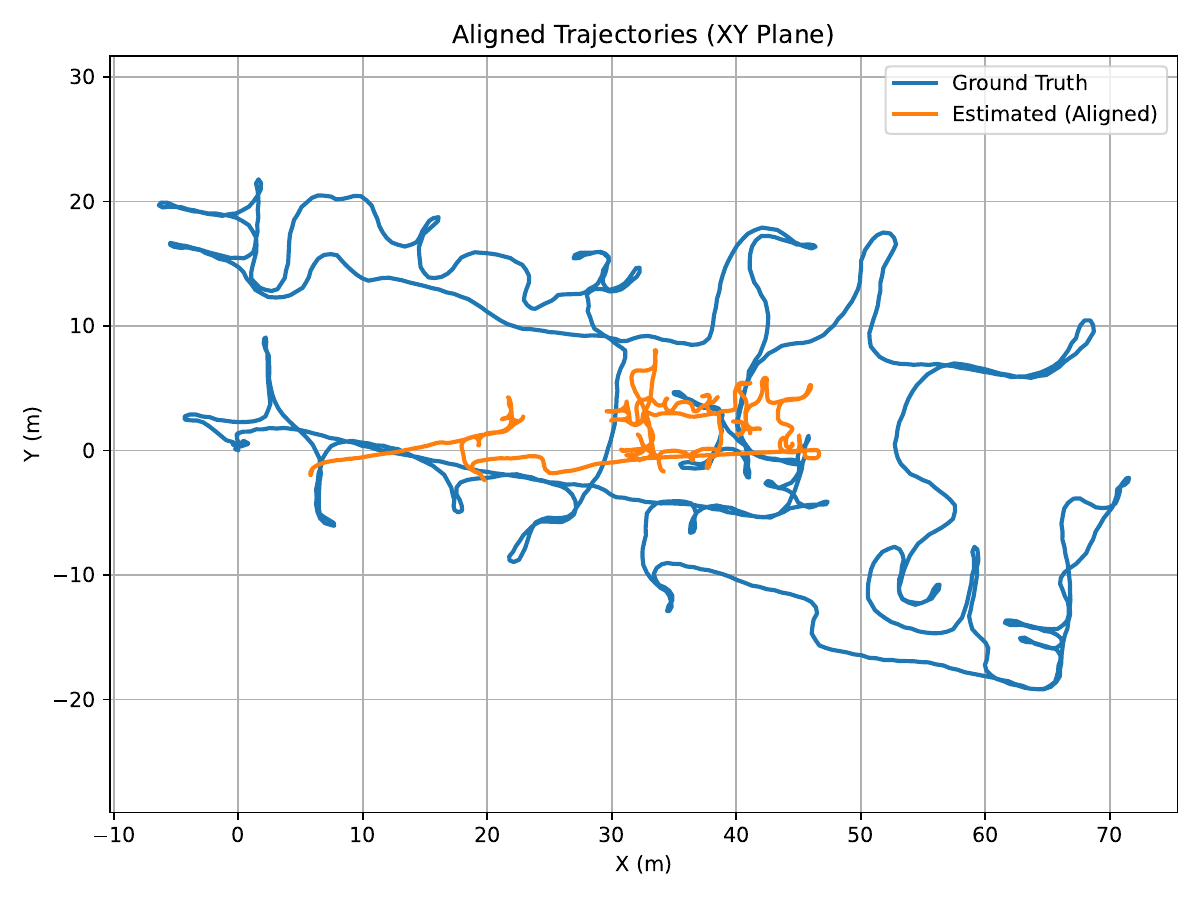 Aligned Trajectories (XY Plane)
Ground Truth
Estimated (Aligned)
30
20
10
0
−10
−20
Y (m)
−10 0 10 20 30 40 50 60 70
X (m)